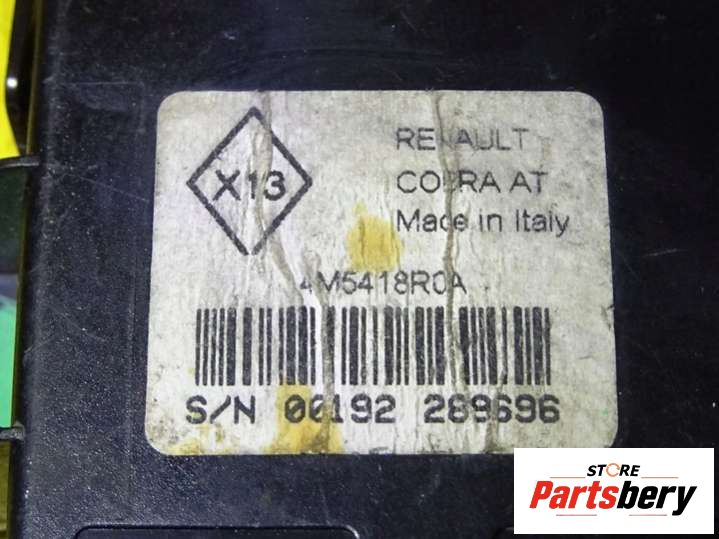 X13
RENAULT
COBRA AT
Made in Italy
4M5418R0A
S/N 00192 289696
STORE
Partsbery